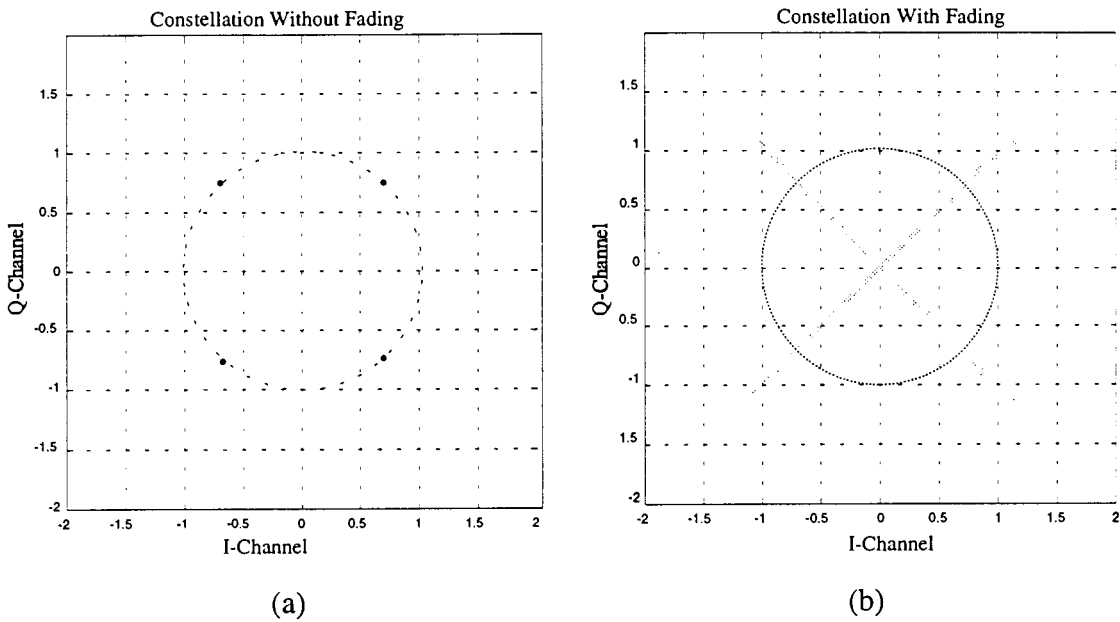 Constellation Without Fading
1.5
1
0.5
0
-0.5
-1
-1.5
-2
-2 -1.5 -1 -0.5 0 0.5 1 1.5 2
Q-Channel
I-Channel
(a)
Constellation With Fading
1.5
1
0.5
0
0.5
-1
1.5
-2
-2 -1.5 -1 -0.5 0 0.5 1 1.5 2
Q-Channel
I-Channel
(b)